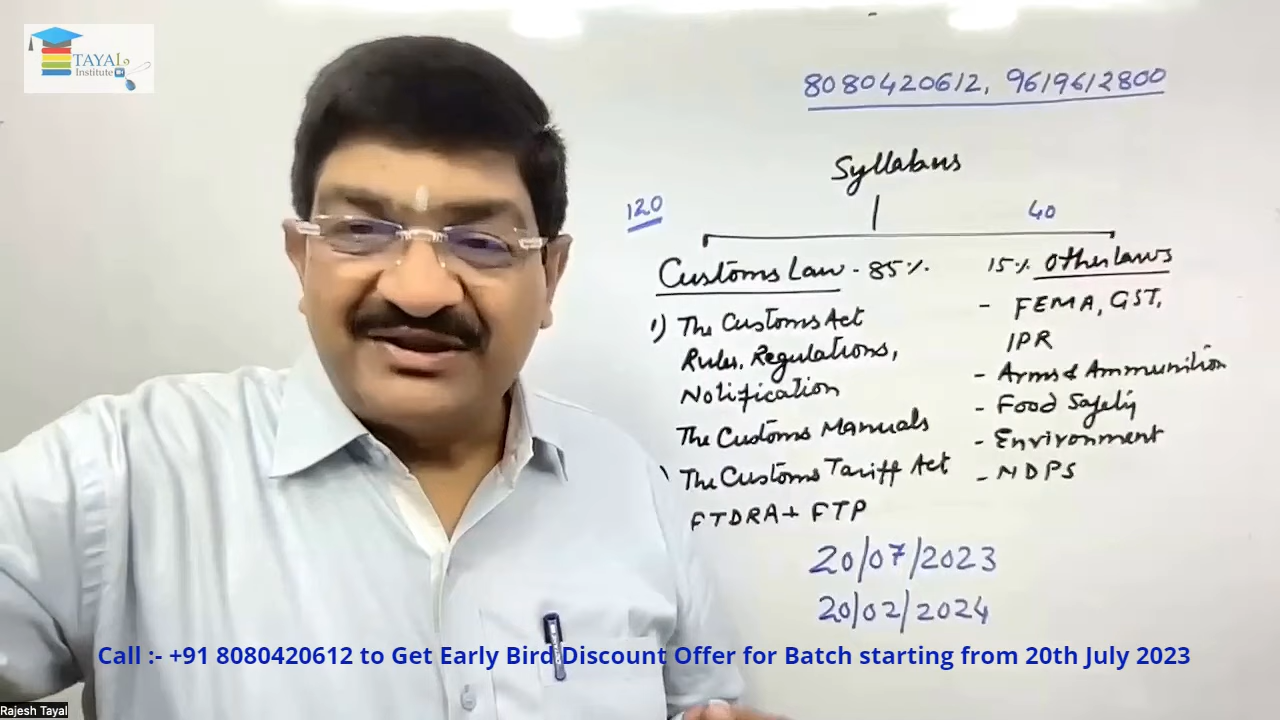 TAYAL
Institute
8080420612, 9619612800
Syllabus
120
40
Customs Law - 85%.
15% Other Laws
1) The Customs Act
Rules, Regulations,
Notification
The Customs Manuals
) The Customs Tariff Act
FTDRA + FTP
- FEMA, GST,
IPR
- Arms & Ammunition
- Food Safety
- Environment
- NDPS
20/07/2023
20/02/2024
Call :- +91 8080420612 to Get Early Bird Discount Offer for Batch starting from 20th July 2023
Rajesh Tayal